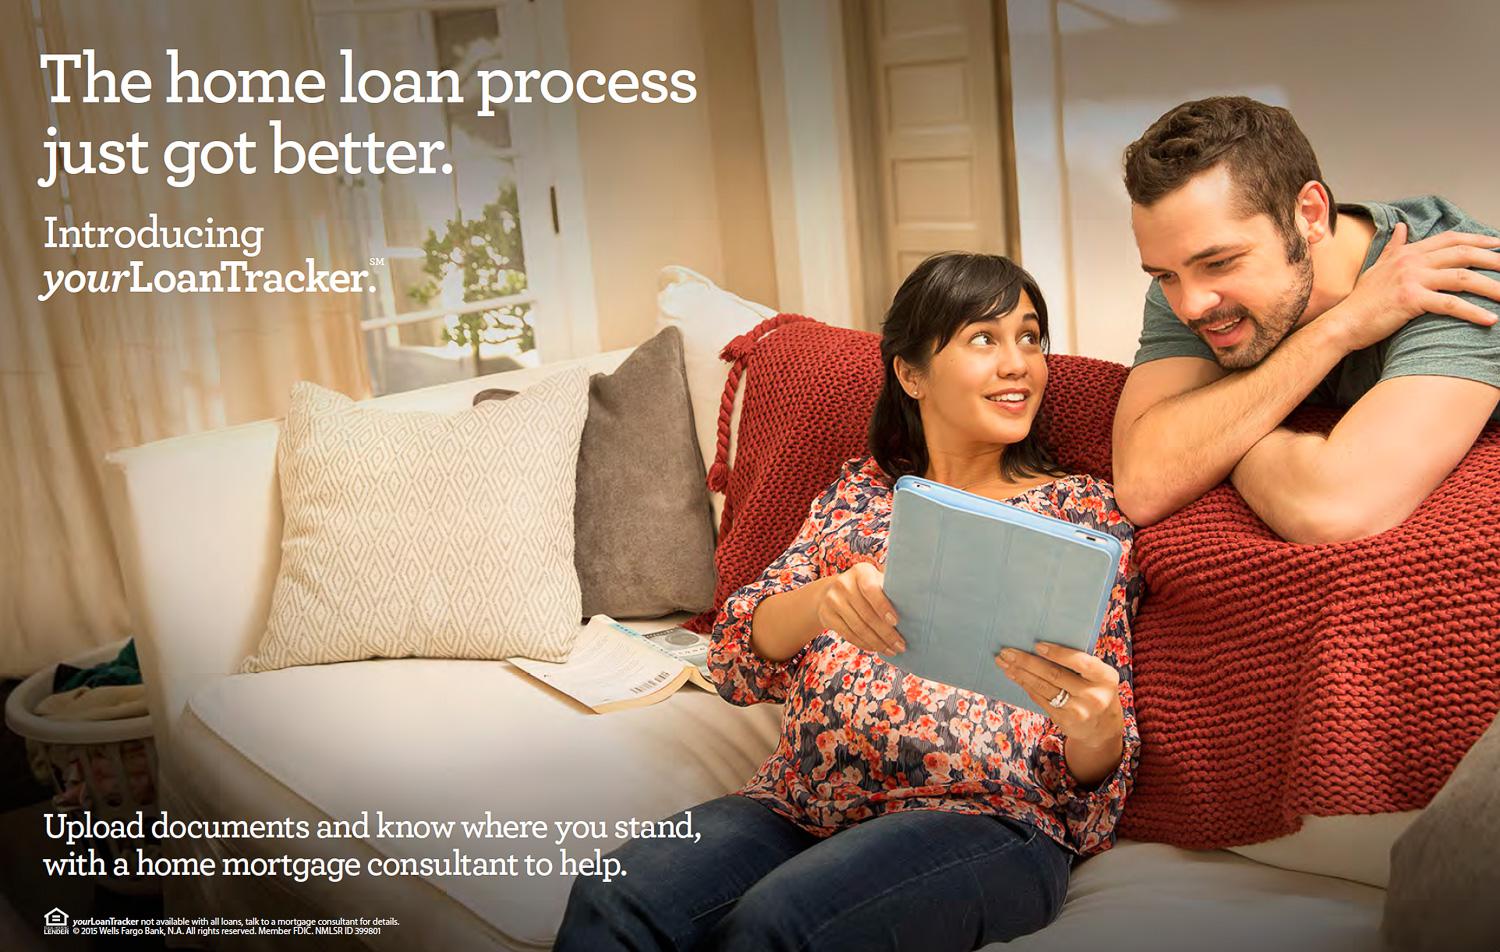 The home loan process
just got better.
Introducing
yourLoanTracker.℠
Upload documents and know where you stand,
with a home mortgage consultant to help.
yourLoanTracker not available with all loans, talk to a mortgage consultant for details.
© 2015 Wells Fargo Bank, N.A. All rights reserved. Member FDIC. NMLSR ID 399801
LENDER